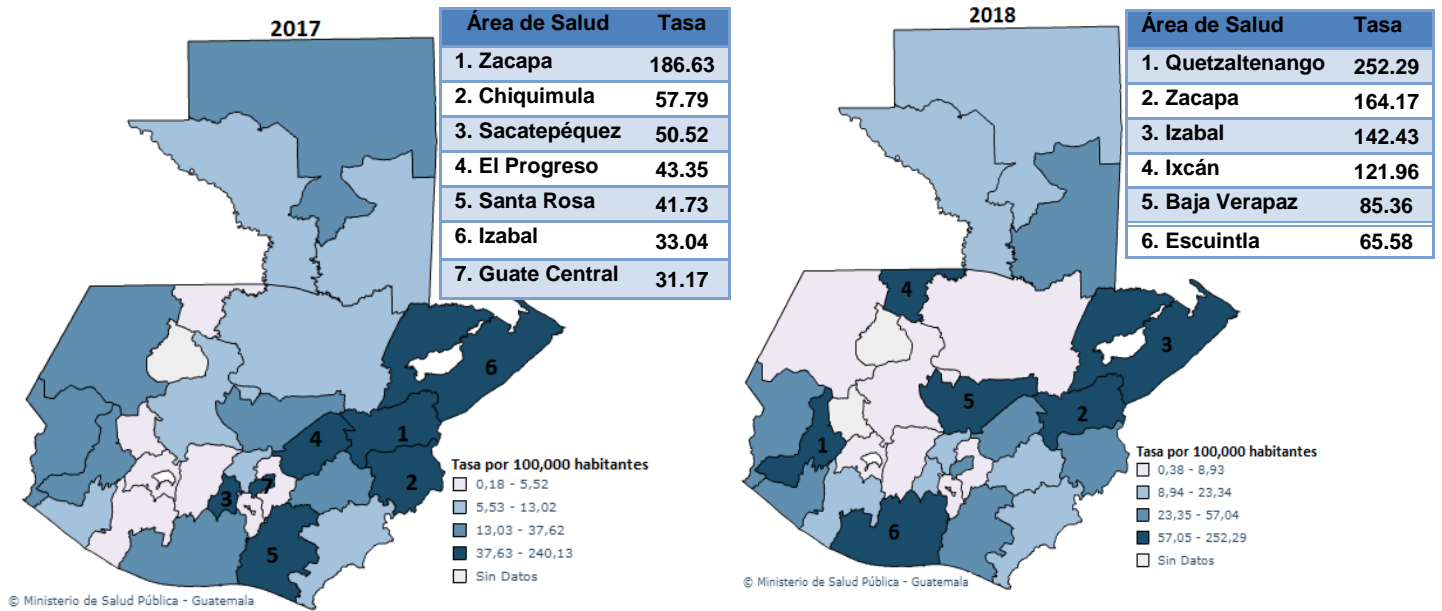 2017
Área de Salud Tasa
1. Zacapa 186.63
2. Chiquimula 57.79
3. Sacatepéquez 50.52
4. El Progreso 43.35
5. Santa Rosa 41.73
6. Izabal 33.04
7. Guate Central 31.17
6
1
4
2
3
7
5
Tasa por 100,000 habitantes
0,18 - 5,52
5,53 - 13,02
13,03 - 37,62
37,63 - 240,13
Sin Datos
© Ministerio de Salud Pública - Guatemala
2018
Área de Salud Tasa
1. Quetzaltenango 252.29
2. Zacapa 164.17
3. Izabal 142.43
4. Ixcán 121.96
5. Baja Verapaz 85.36
6. Escuintla 65.58
4
3
5
2
1
6
Tasa por 100,000 habitantes
0,38 - 8,93
8,94 - 23,34
23,35 - 57,04
57,05 - 252,29
Sin Datos
© Ministerio de Salud Pública - Guatemala